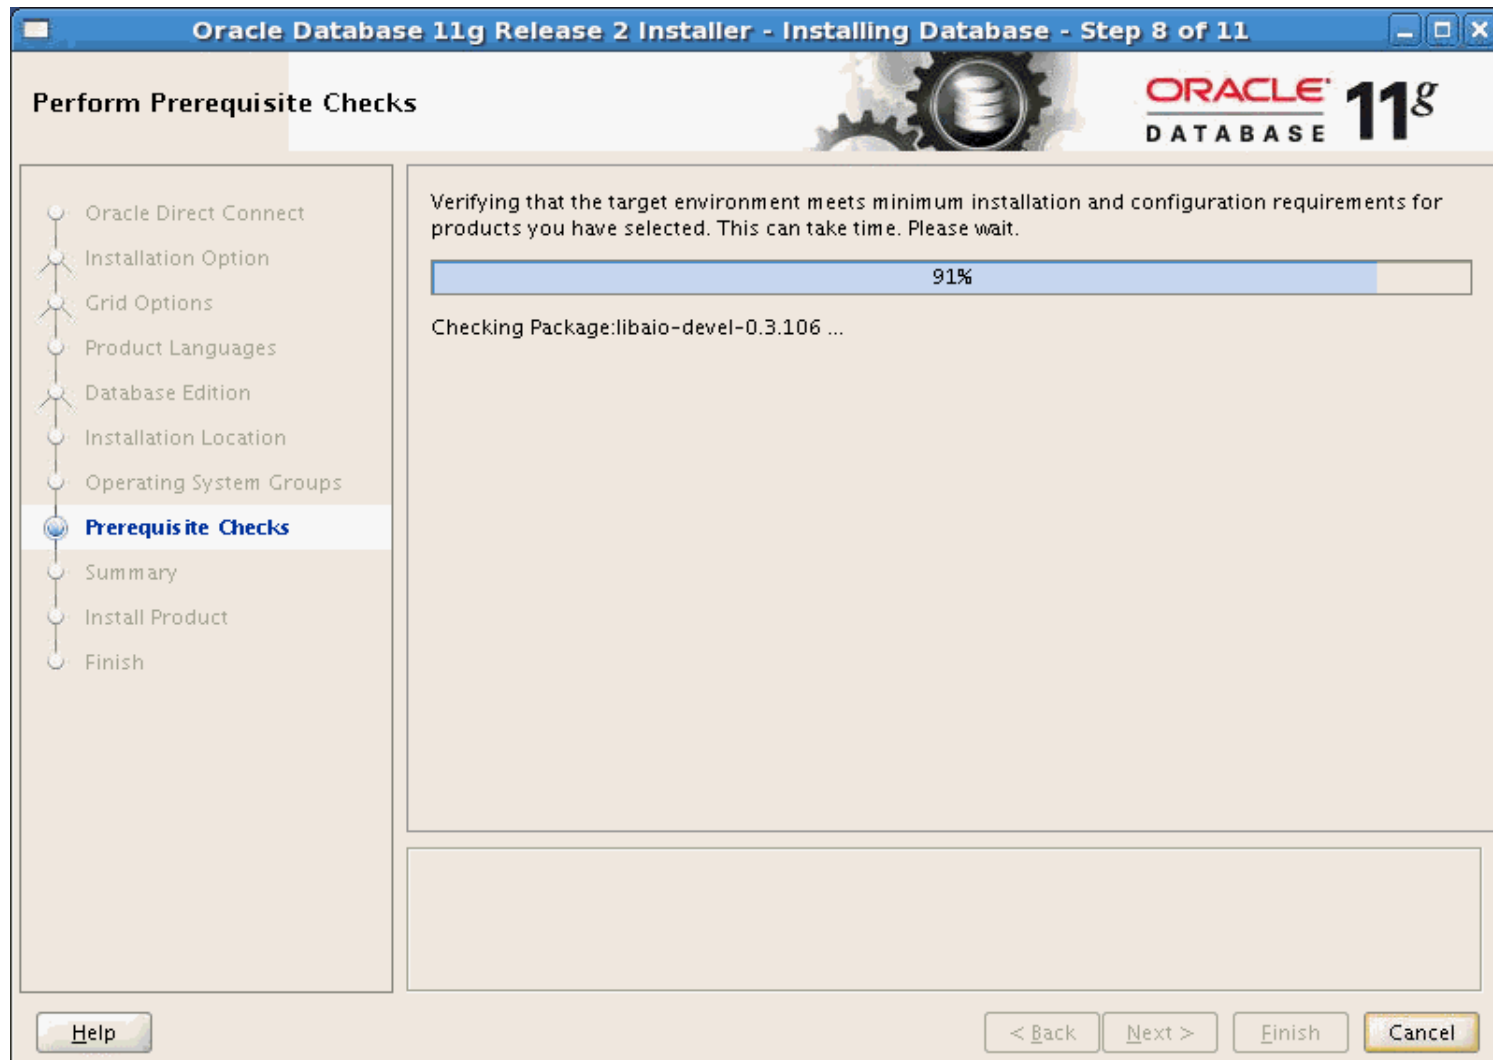 Oracle Database 11g Release 2 Installer - Installing Database - Step 8 of 11
Perform Prerequisite Checks
ORACLE
DATABASE
11g
Oracle Direct Connect
Installation Option
Grid Options
Product Languages
Database Edition
Installation Location
Operating System Groups
Prerequisite Checks
Summary
Install Product
Finish
Verifying that the target environment meets minimum installation and configuration requirements for
products you have selected. This can take time. Please wait.
91%
Checking Package:libaio-devel-0.3.106 ...
Help
< Back
Next >
Finish
Cancel